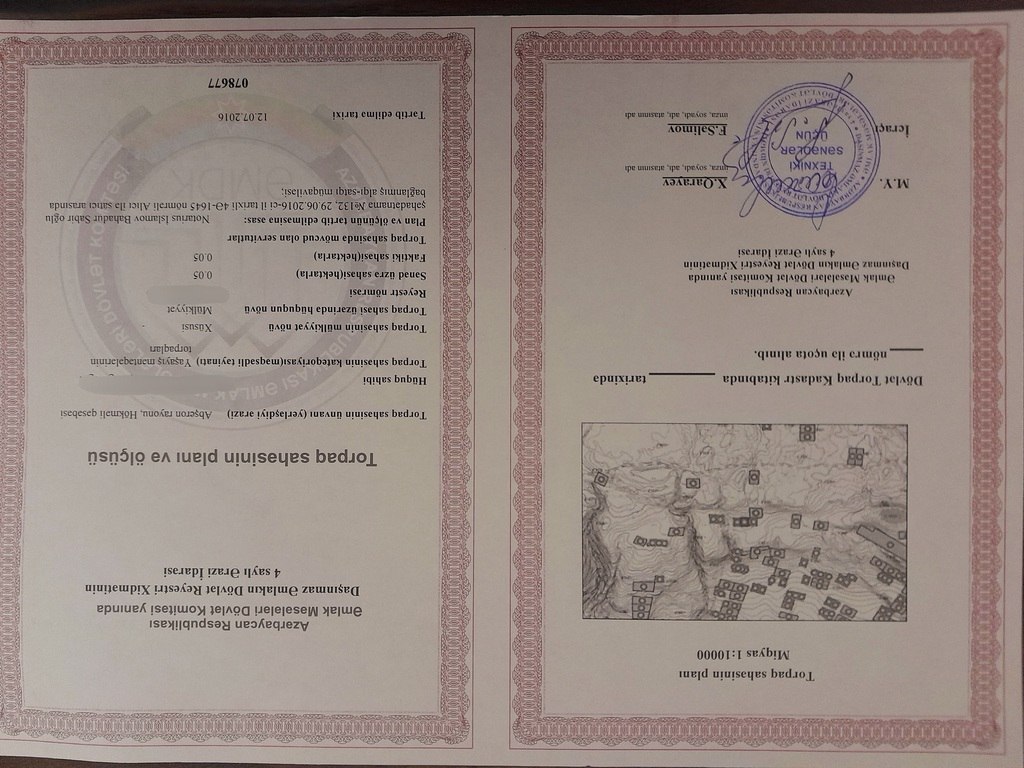 Torpaq sahəsinin planı
Miqyas 1:10000
Dövlət Torpaq Kadastr kitabında ________ tarixində
____ nömrə ilə uçota alınıb.
Azərbaycan Respublikası
Əmlak Məsələləri Dövlət Komitəsi yanında
Daşınmaz Əmlakın Dövlət Reyestri Xidmətinin
4 saylı Ərazi İdarəsi
M.Y. X.Qarayev
imza, soyadı, adı, atasının adı
İcraçı F.Səlimov
imza, soyadı, adı, atasının adı
TEXNİKİ
SƏNƏDLƏR
ÜÇÜN
Azərbaycan Respublikası
Əmlak Məsələləri Dövlət Komitəsi yanında
Daşınmaz Əmlakın Dövlət Reyestri Xidmətinin
4 saylı Ərazi İdarəsi
Torpaq sahəsinin planı və ölçüsü
Torpaq sahəsinin ünvanı (yerləşdiyi ərazi) Abşeron rayonu, Hökməli qəsəbəsi
Hüquq sahibi
Torpaq sahəsinin kateqoriyası(məqsədli təyinatı) Yaşayış məntəqələrinin
torpaqları
Torpaq sahəsinin mülkiyyət növü Xüsusi
Torpaq sahəsi üzərində hüququn növü Mülkiyyət
Reyestr nömrəsi
Sənəd üzrə sahəsi(hektarla) 0.05
Faktiki sahəsi(hektarla) 0.05
Torpaq sahəsində mövcud olan servitutlar
Plan və ölçünün tərtib edilməsinə əsas: Notarius İslamov Bahadur Sabir oğlu
şəhadətnamə №132, 29.06.2016-ci il tarixli 4Ə-1645 nömrəli Alıcı ilə satıcı arasında
bağlanmış alqı-satqı müqaviləsi;
Tərtib edilmə tarixi 12.07.2016
078677